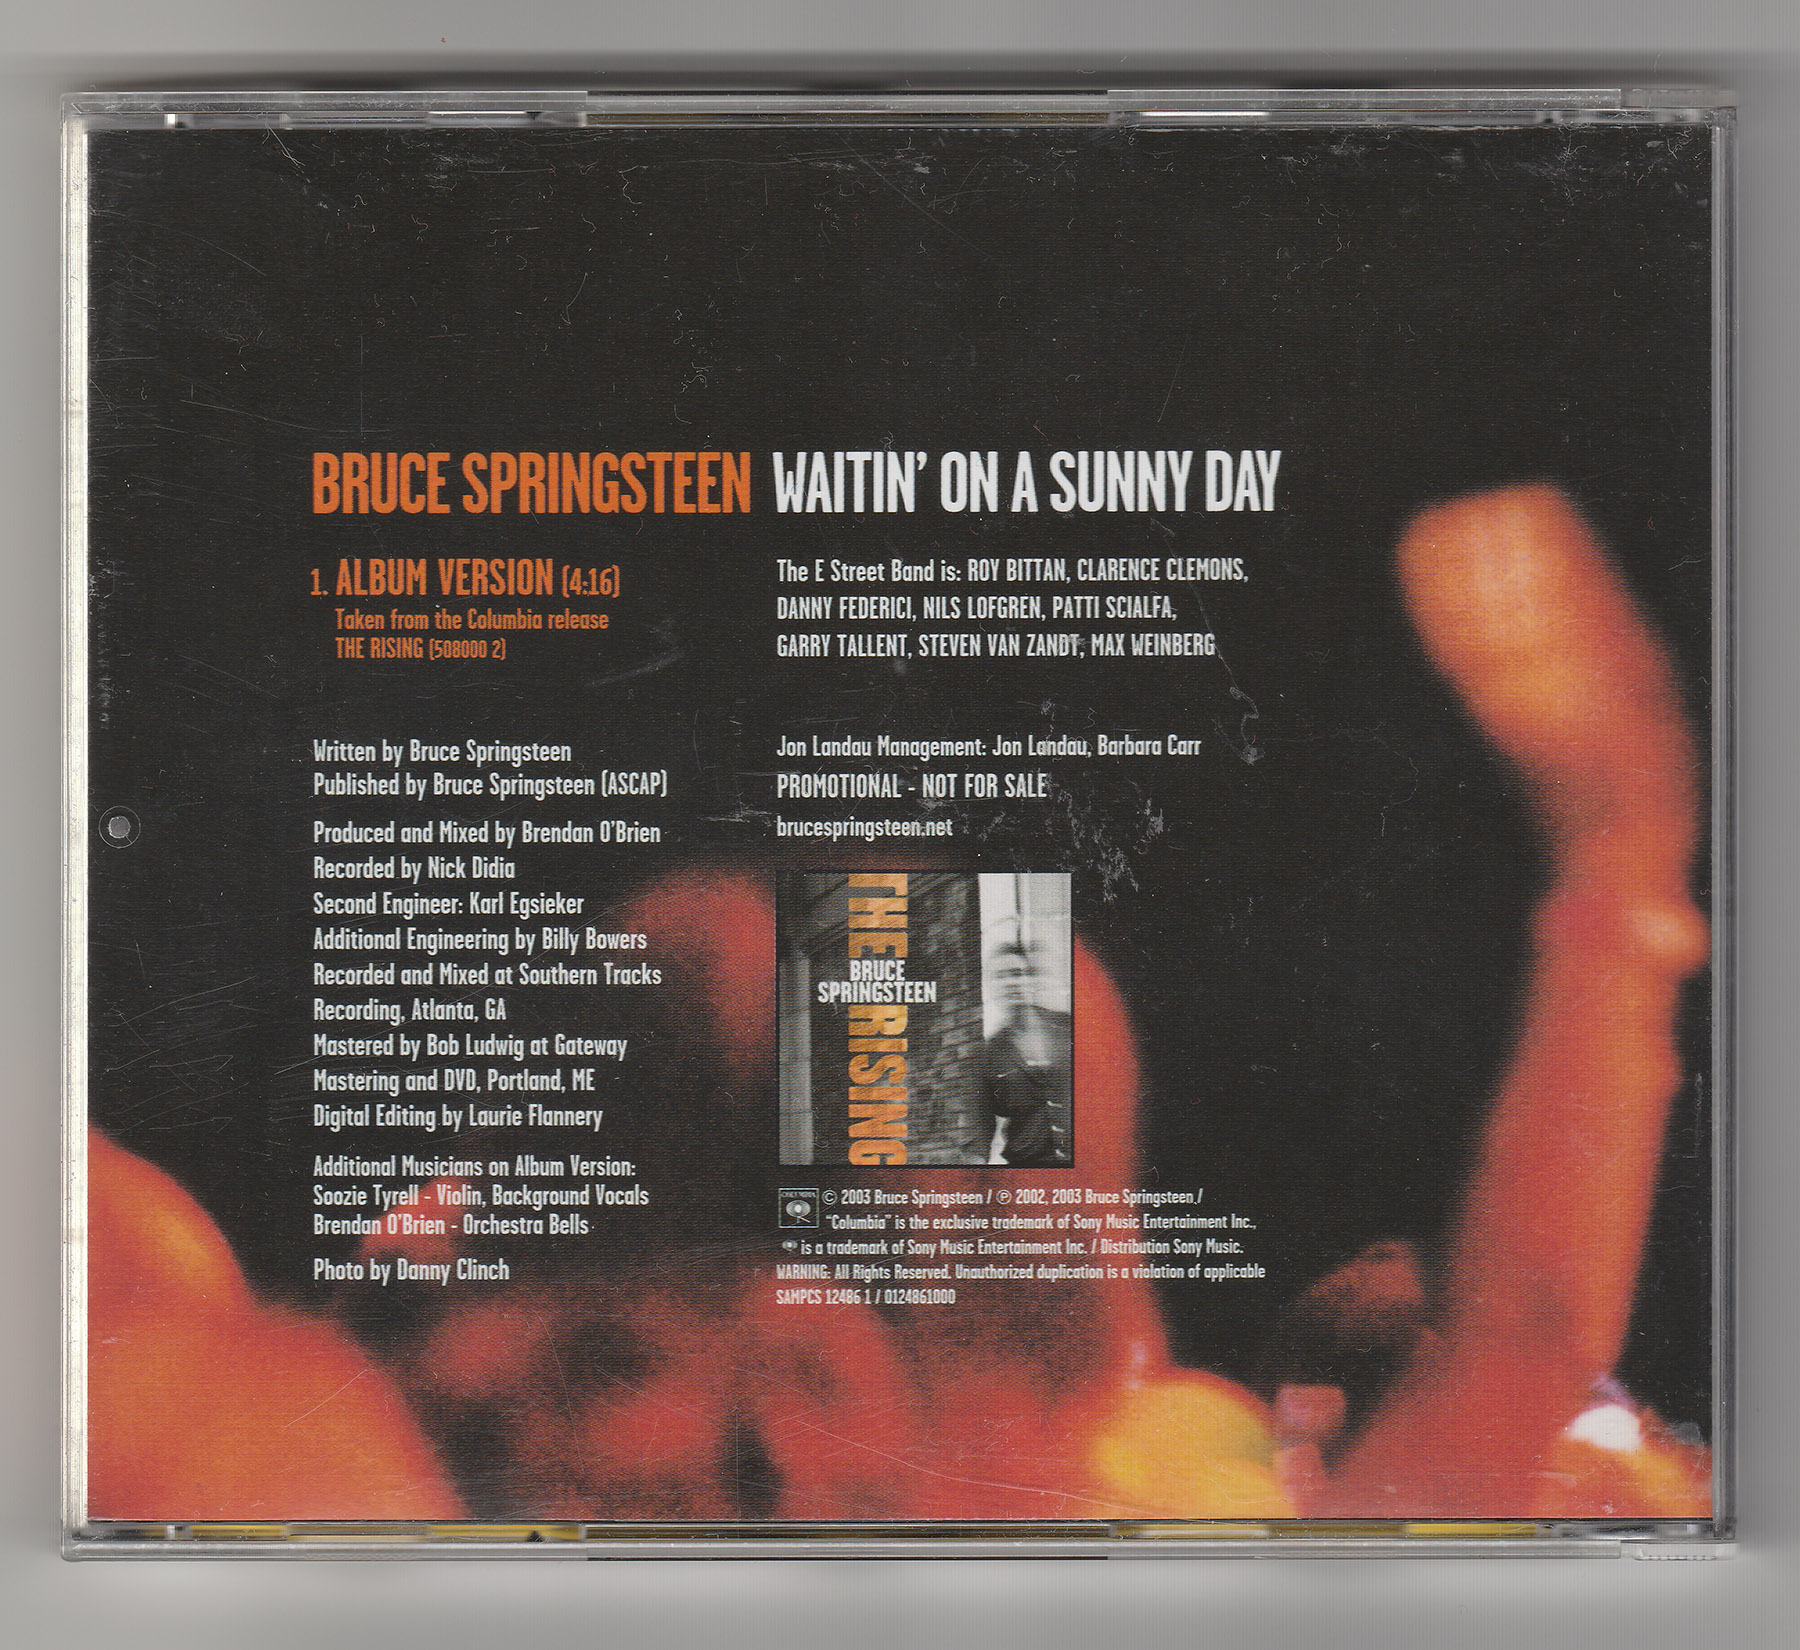 BRUCE SPRINGSTEEN WAITIN' ON A SUNNY DAY
1. ALBUM VERSION (4:16)
Taken from the Columbia release
THE RISING (508000 2)
Written by Bruce Springsteen
Published by Bruce Springsteen (ASCAP)
Produced and Mixed by Brendan O'Brien
Recorded by Nick Didia
Second Engineer: Karl Egsieker
Additional Engineering by Billy Bowers
Recorded and Mixed at Southern Tracks
Recording, Atlanta, GA
Mastered by Bob Ludwig at Gateway
Mastering and DVD, Portland, ME
Digital Editing by Laurie Flannery
Additional Musicians on Album Version:
Soozie Tyrell - Violin, Background Vocals
Brendan O'Brien - Orchestra Bells
Photo by Danny Clinch
The E Street Band is: ROY BITTAN, CLARENCE CLEMONS,
DANNY FEDERICI, NILS LOFGREN, PATTI SCIALFA,
GARRY TALLENT, STEVEN VAN ZANDT, MAX WEINBERG
Jon Landau Management: Jon Landau, Barbara Carr
PROMOTIONAL - NOT FOR SALE
brucespringsteen.net
THE RISING
BRUCE
SPRINGSTEEN
COLUMBIA
© 2003 Bruce Springsteen / ℗ 2002, 2003 Bruce Springsteen /
"Columbia" is the exclusive trademark of Sony Music Entertainment Inc.,
is a trademark of Sony Music Entertainment Inc. / Distribution Sony Music.
WARNING: All Rights Reserved. Unauthorized duplication is a violation of applicable
SAMPCS 12486 1 / 0124861000